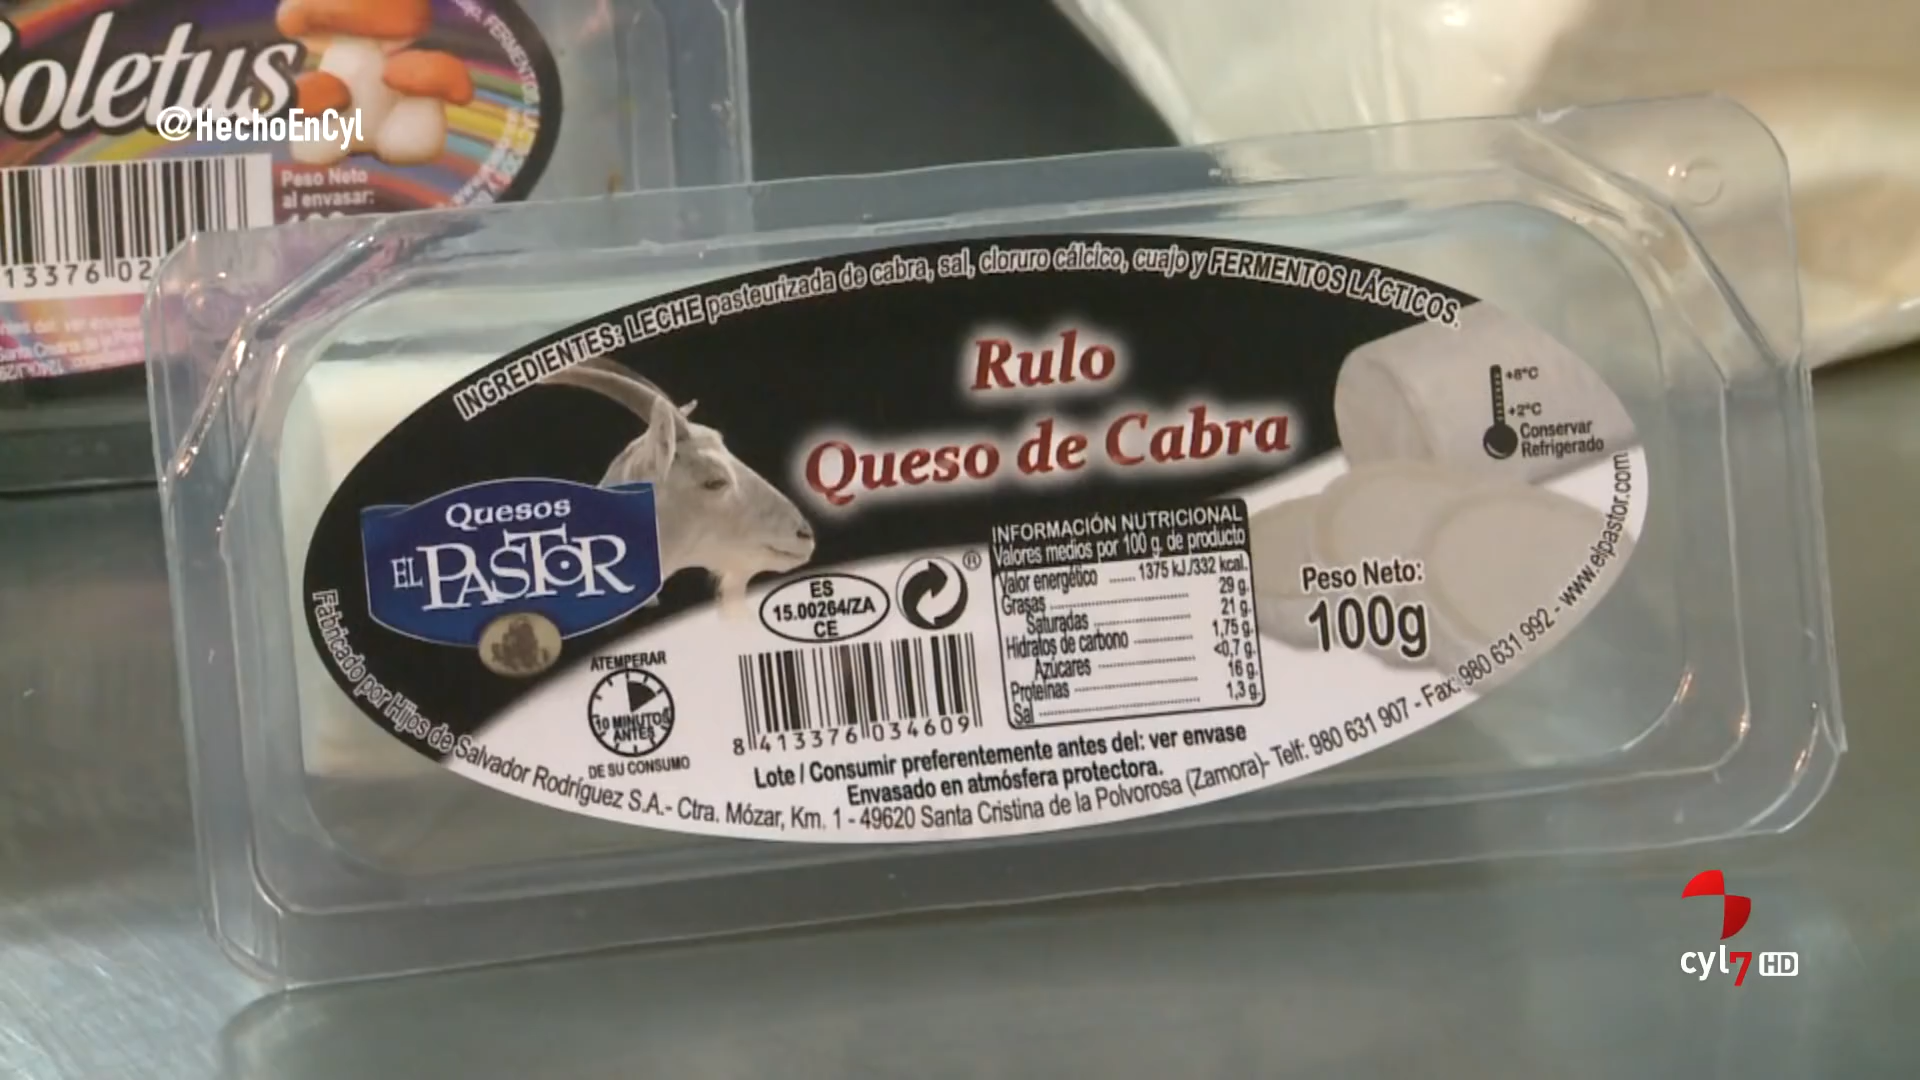 oletus
@HechoEnCyl
Peso Neto
al envasar:
13376 02
INGREDIENTES: LECHE pasteurizada de cabra, sal, cloruro cálcico, cuajo y FERMENTOS LÁCTICOS.
Rulo
Queso de Cabra
+8°C
+2°C
Conservar
Refrigerado
Quesos
EL PASTOR
ES
15.00264/ZA
CE
®
INFORMACIÓN NUTRICIONAL
Valores medios por 100 g. de producto
Valor energético ....... 1375 kJ./332 kcal.
Grasas 29 g.
Saturadas 21 g.
Hidratos de carbono 1,75 g.
Azúcares <0,7 g.
Proteínas 16 g.
Sal 1,3 g.
Peso Neto:
100g
ATEMPERAR
10 MINUTOS
ANTES
DE SU CONSUMO
8 413376 034609
Lote / Consumir preferentemente antes del: ver envase
Envasado en atmósfera protectora.
Fabricado por Hijos de Salvador Rodríguez S.A.- Ctra. Mózar, Km. 1 - 49620 Santa Cristina de la Polvorosa (Zamora)- Telf: 980 631 907 - Fax: 980 631 992 - www.elpastor.com
cyl7 HD